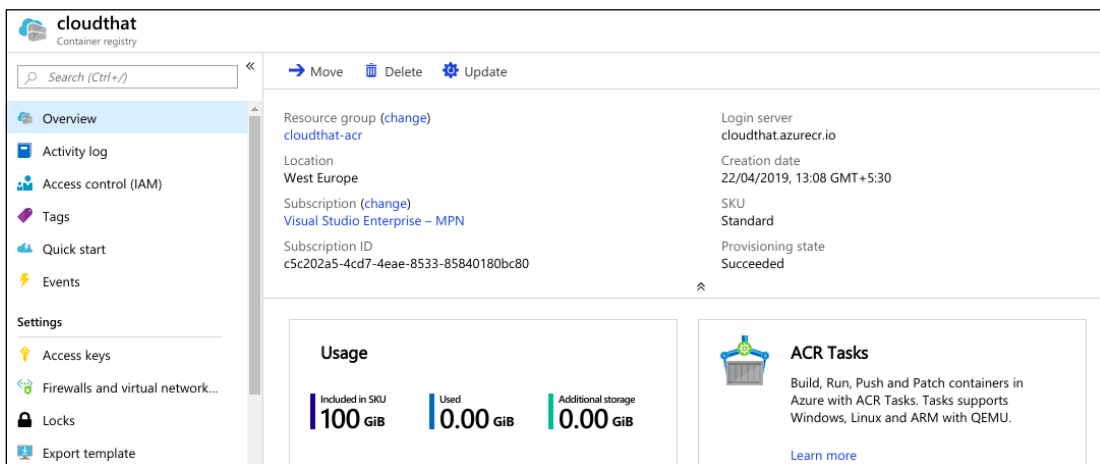 cloudthat
Container registry
Search (Ctrl+/)
«
Overview
Activity log
Access control (IAM)
Tags
Quick start
Events
Settings
Access keys
Firewalls and virtual network...
Locks
Export template
Move Delete Update
Resource group (change)
cloudthat-acr
Location
West Europe
Subscription (change)
Visual Studio Enterprise – MPN
Subscription ID
c5c202a5-4cd7-4eae-8533-85840180bc80
Login server
cloudthat.azurecr.io
Creation date
22/04/2019, 13:08 GMT+5:30
SKU
Standard
Provisioning state
Succeeded
Usage
Included in SKU
100 GiB
Used
0.00 GiB
Additional storage
0.00 GiB
ACR Tasks
Build, Run, Push and Patch containers in
Azure with ACR Tasks. Tasks supports
Windows, Linux and ARM with QEMU.
Learn more